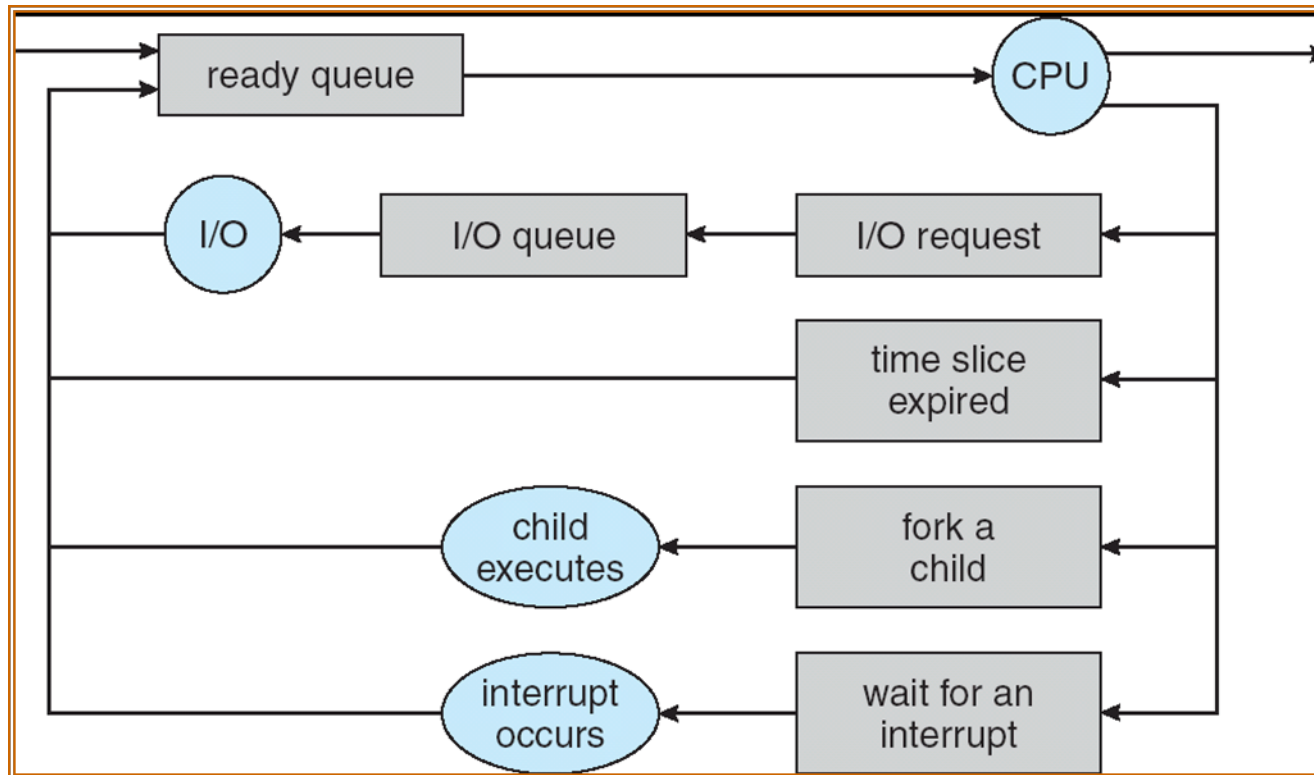 ready queue
CPU
I/O
I/O queue
I/O request
time slice
expired
child
executes
fork a
child
interrupt
occurs
wait for an
interrupt